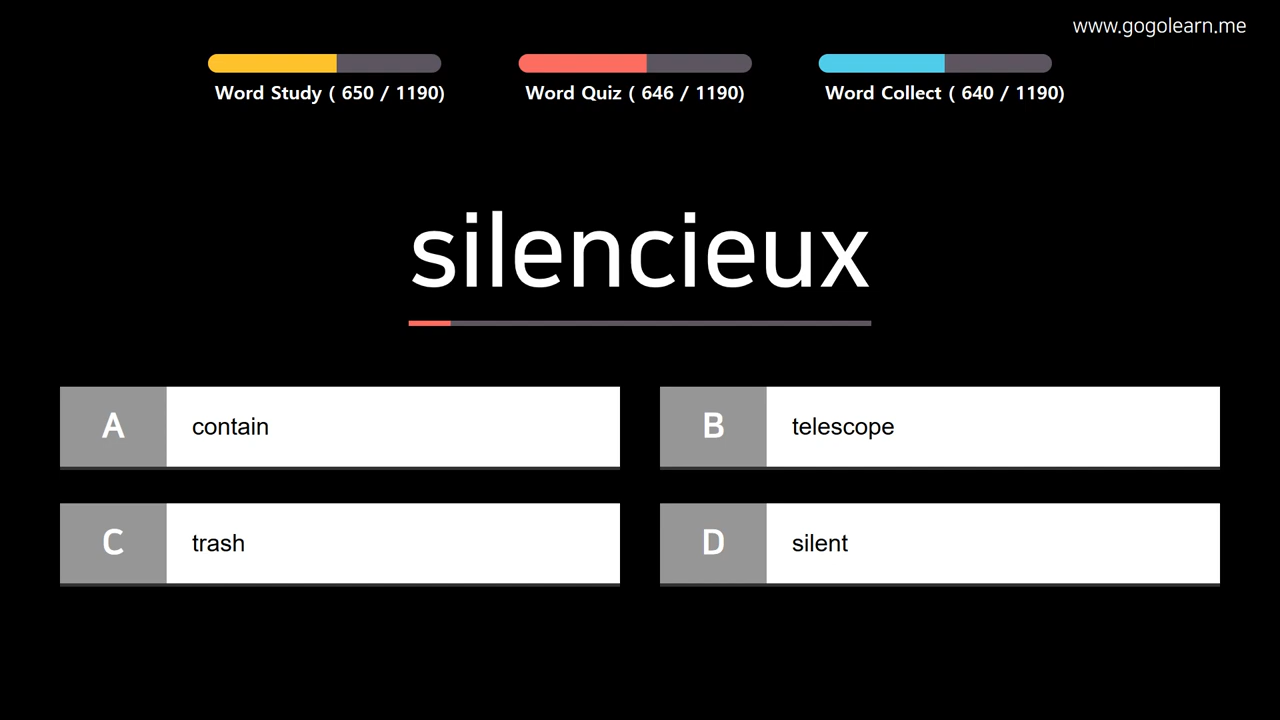 www.gogolearn.me
Word Study ( 650 / 1190)
Word Quiz ( 646 / 1190)
Word Collect ( 640 / 1190)
silencieux
A contain
B telescope
C trash
D silent